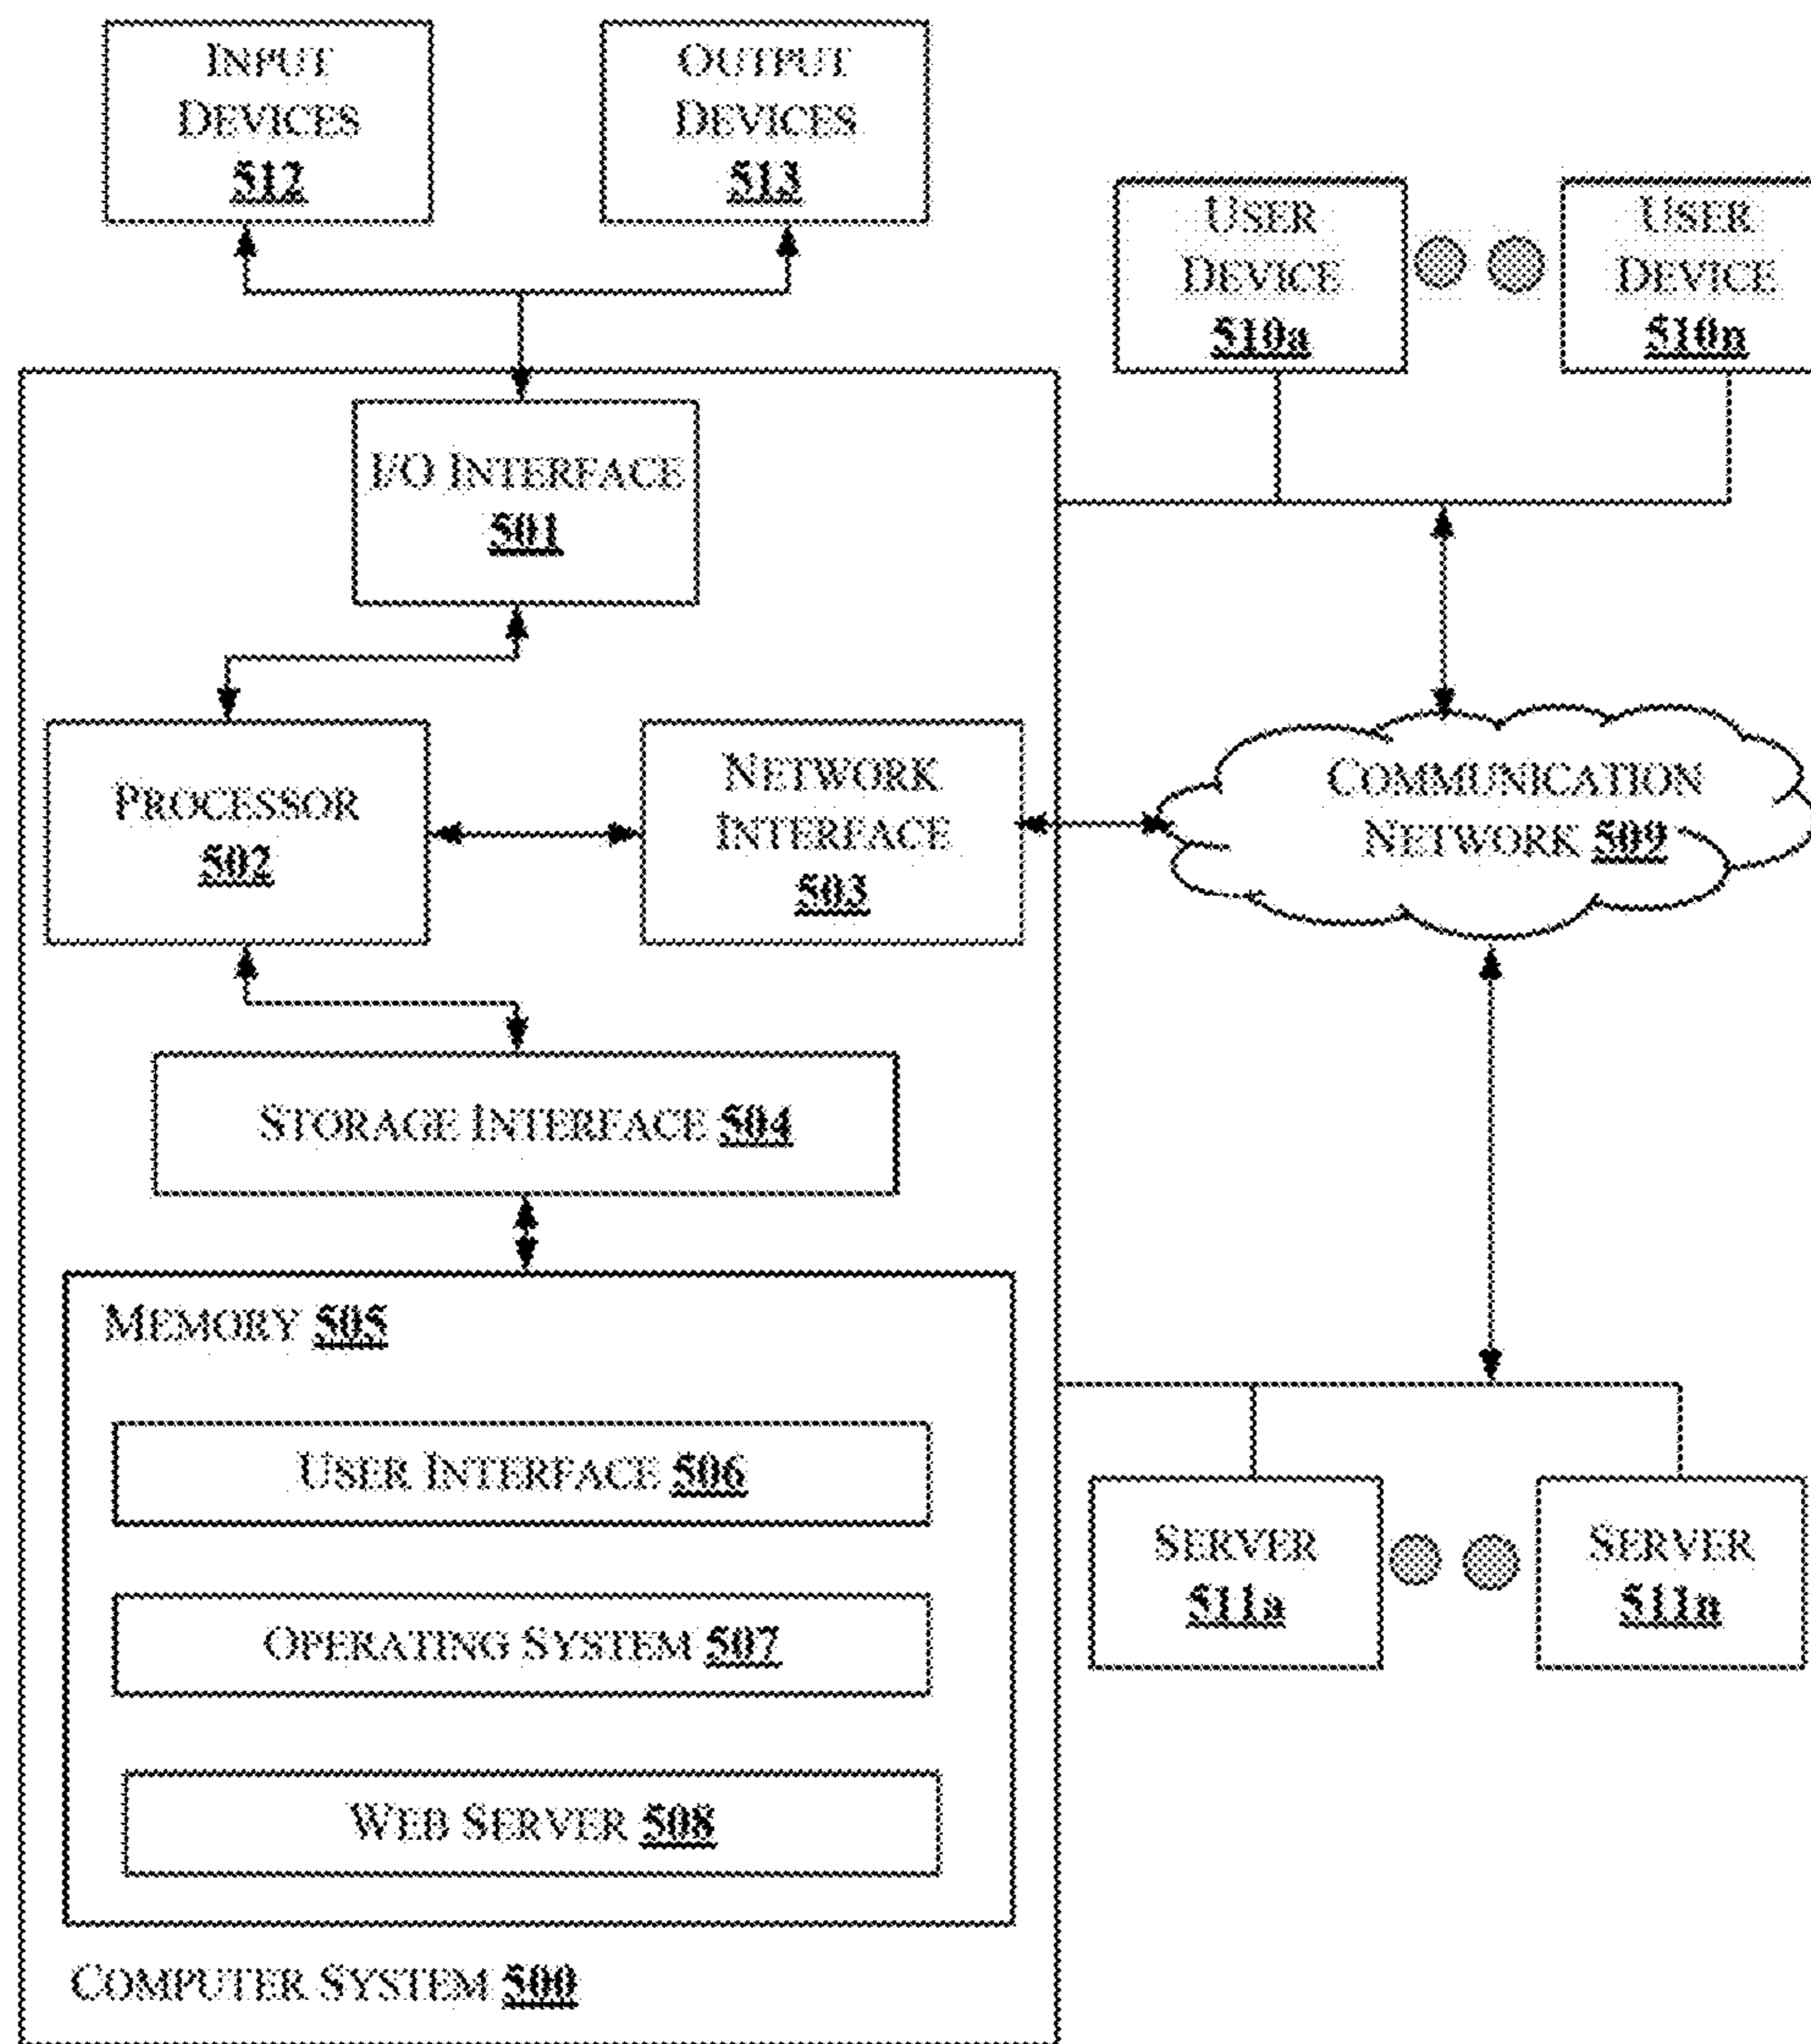 INPUT
DEVICES
512
OUTPUT
DEVICES
513
USER
DEVICE
510a
USER
DEVICE
510n
I/O INTERFACE
501
PROCESSOR
502
NETWORK
INTERFACE
503
COMMUNICATION
NETWORK 509
STORAGE INTERFACE 504
MEMORY 505
USER INTERFACE 506
OPERATING SYSTEM 507
WEB SERVER 508
SERVER
511a
SERVER
511n
COMPUTER SYSTEM 500